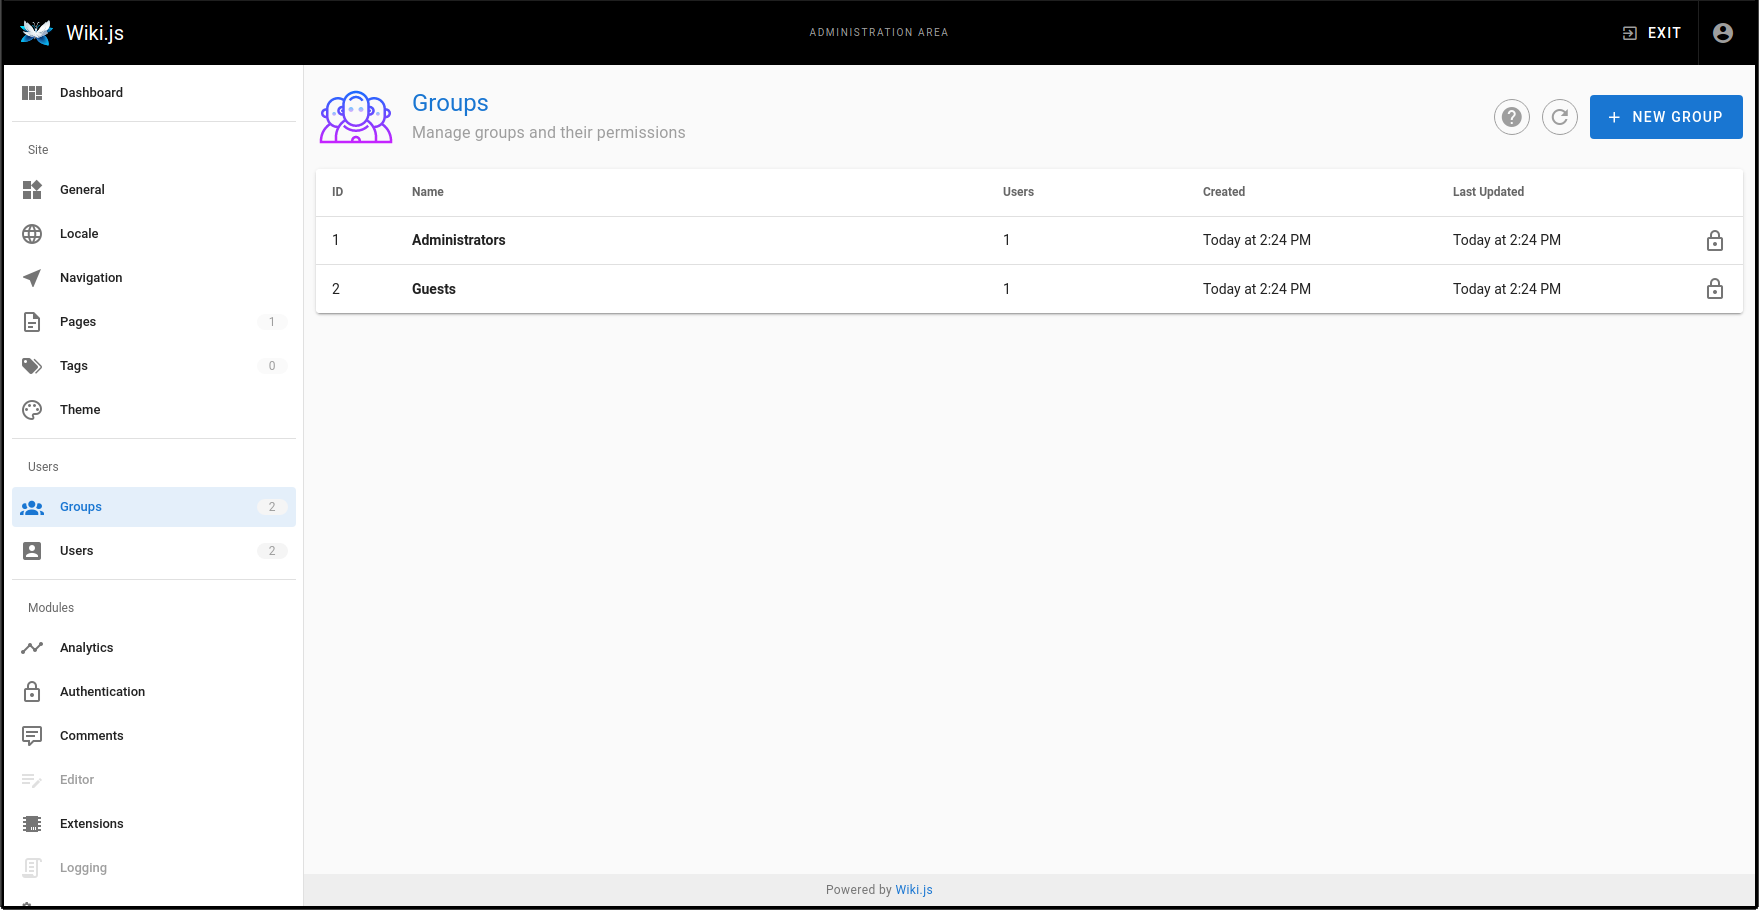 Wiki.js
ADMINISTRATION AREA
EXIT
Dashboard
Site
General
Locale
Navigation
Pages 1
Tags 0
Theme
Users
Groups 2
Users 2
Modules
Analytics
Authentication
Comments
Editor
Extensions
Logging
Groups
Manage groups and their permissions
? + NEW GROUP
ID Name Users Created Last Updated
1 Administrators 1 Today at 2:24 PM Today at 2:24 PM
2 Guests 1 Today at 2:24 PM Today at 2:24 PM
Powered by Wiki.js